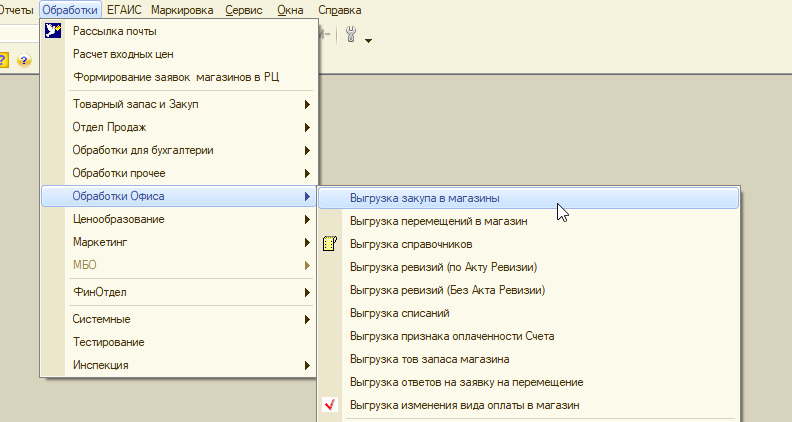 Отчеты Обработки ЕГАИС Маркировка Сервис Окна Справка
Рассылка почты
Расчет входных цен
Формирование заявок магазинов в РЦ
Товарный запас и Закуп
Отдел Продаж
Обработки для бухгалтерии
Обработки прочее
Обработки Офиса
Ценообразование
Маркетинг
МБО
ФинОтдел
Системные
Тестирование
Инспекция
Выгрузка закупа в магазины
Выгрузка перемещений в магазин
Выгрузка справочников
Выгрузка ревизий (по Акту Ревизии)
Выгрузка ревизий (Без Акта Ревизии)
Выгрузка списаний
Выгрузка признака оплаченности Счета
Выгрузка тов запаса магазина
Выгрузка ответов на заявку на перемещение
Выгрузка изменения вида оплаты в магазин